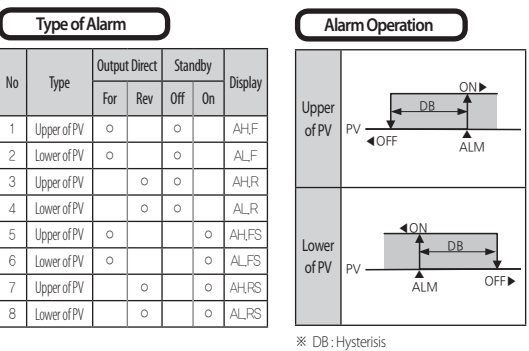 Type of Alarm
No Type Output Direct Standby Display
For Rev Off On
1 Upper of PV ○ ○ AH.F
2 Lower of PV ○ ○ AL.F
3 Upper of PV ○ ○ AH.R
4 Lower of PV ○ ○ AL.R
5 Upper of PV ○ ○ AH.FS
6 Lower of PV ○ ○ AL.FS
7 Upper of PV ○ ○ AH.RS
8 Lower of PV ○ ○ AL.RS
Alarm Operation
Upper of PV
ON▶
DB
PV
◀OFF
ALM
Lower of PV
◀ON
DB
PV
ALM
OFF▶
※ DB : Hysterisis